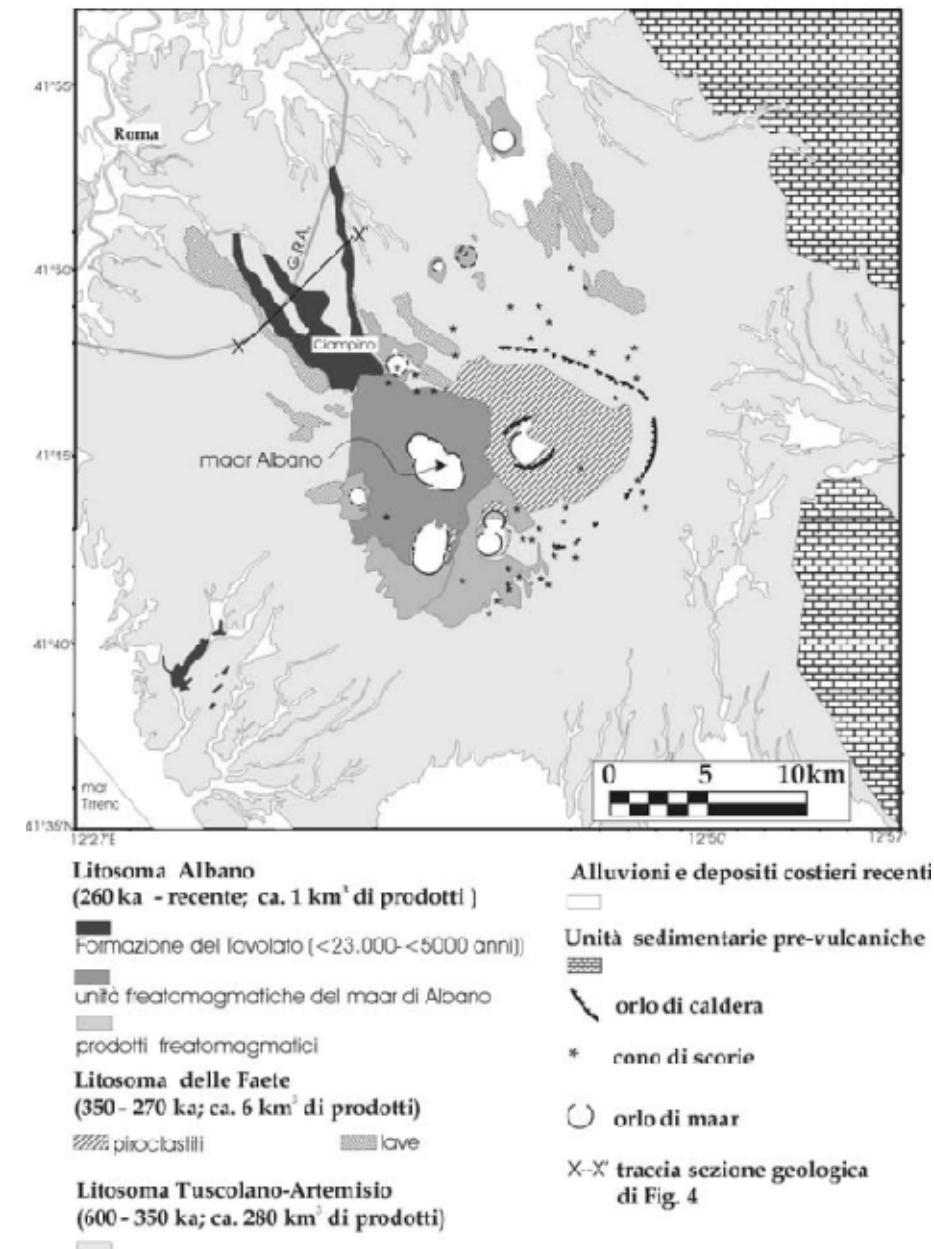 41°55'
Roma
G.R.A.
X'
41°50'
X
Ciampino
41°15
maar Albano
41°40'
0 5 10km
mar
Tirreno
41°35'N
12°27'E
12°50'
12°57'
Litosoma Albano
(260 ka - recente; ca. 1 km³ di prodotti )
Formazione del Tavolato (<23.000-<5000 anni))
unità freatomagmatiche del maar di Albano
prodotti freatomagmatici
Litosoma delle Faete
(350 - 270 ka; ca. 6 km³ di prodotti)
piroclastiti lave
Litosoma Tuscolano-Artemisio
(600 - 350 ka; ca. 280 km³ di prodotti)
Alluvioni e depositi costieri recenti
Unità sedimentarie pre-vulcaniche
orlo di caldera
* cono di scorie
orlo di maar
X-X' traccia sezione geologica
di Fig. 4